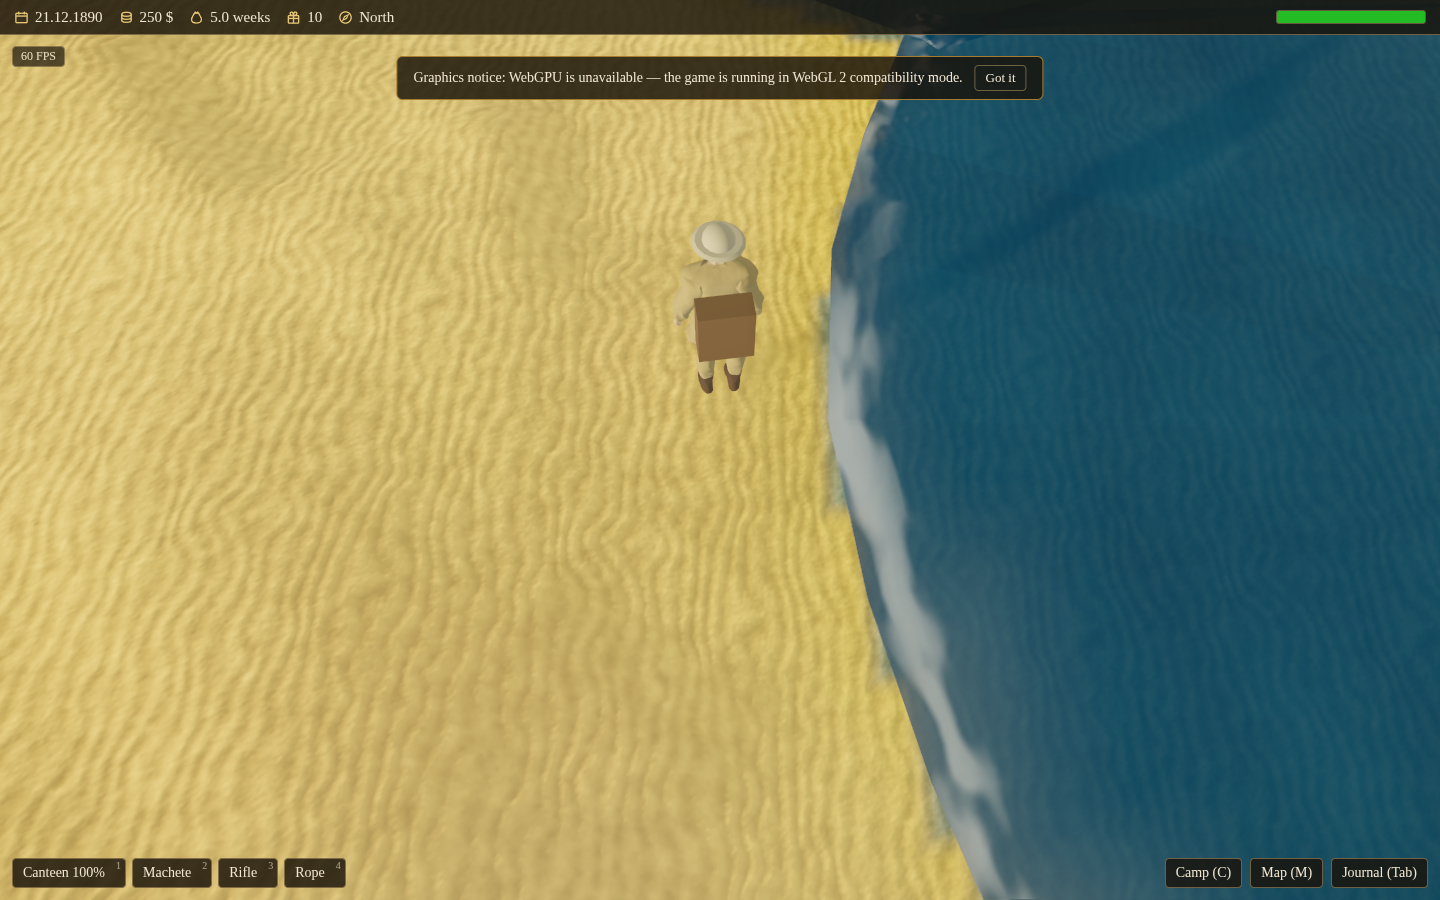 21.12.1890 250 $ 5.0 weeks 10 North
60 FPS
Graphics notice: WebGPU is unavailable — the game is running in WebGL 2 compatibility mode. Got it
Canteen 100% 1 Machete 2 Rifle 3 Rope 4 Camp (C) Map (M) Journal (Tab)